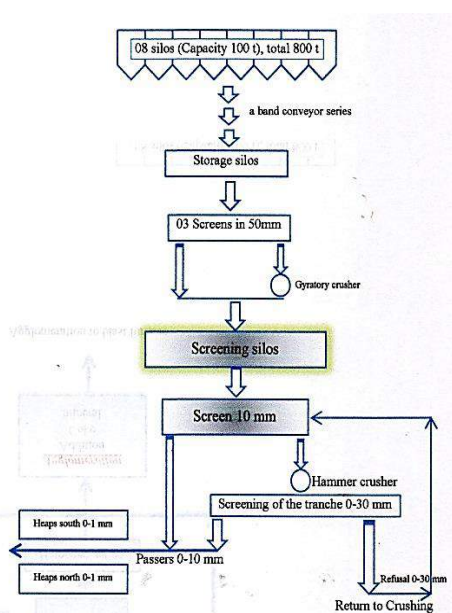 08 silos (Capacity 100 t), total 800 t
a band conveyor series
Storage silos
03 Screens in 50mm
Gyratory crusher
Screening silos
Screen 10 mm
Hammer crusher
Screening of the tranche 0-30 mm
Heaps south 0-1 mm
Passers 0-10 mm
Heaps north 0-1 mm
Refusal 0-30 mm
Return to Crushing